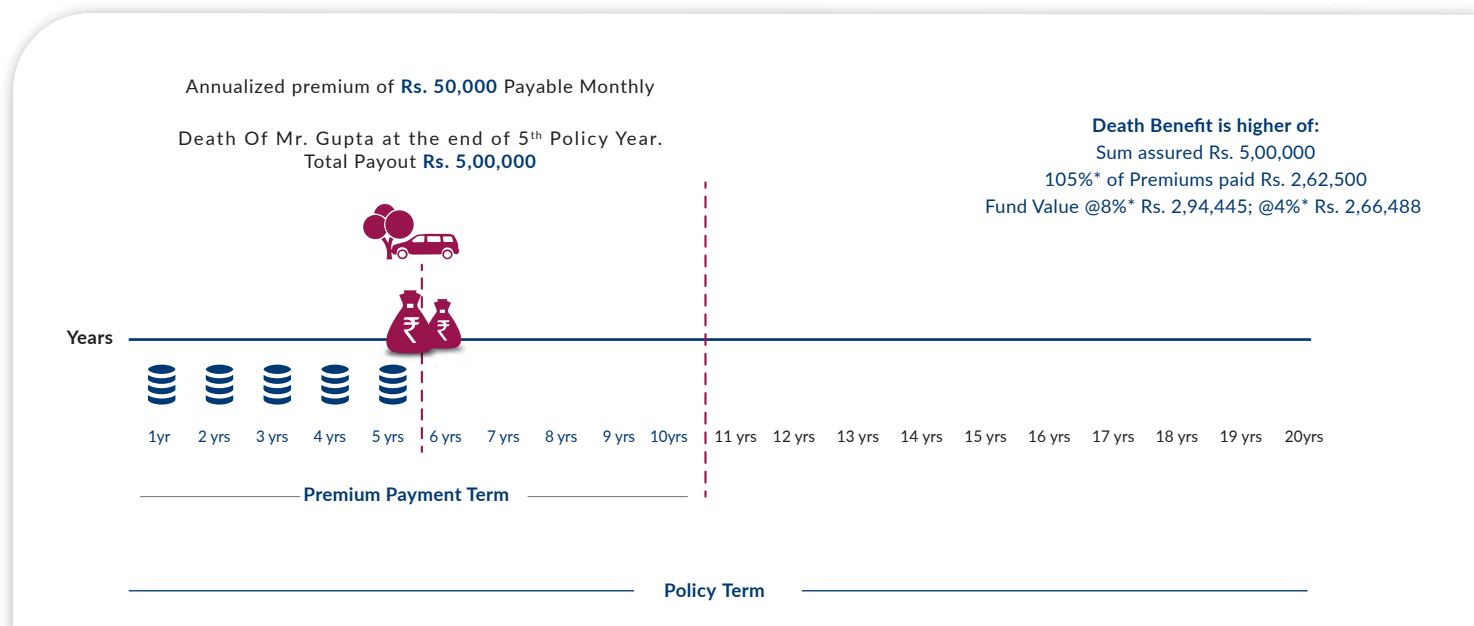 Annualized premium of Rs. 50,000 Payable Monthly
Death Of Mr. Gupta at the end of 5th Policy Year.
Total Payout Rs. 5,00,000
Death Benefit is higher of:
Sum assured Rs. 5,00,000
105%* of Premiums paid Rs. 2,62,500
Fund Value @8%* Rs. 2,94,445; @4%* Rs. 2,66,488
₹ ₹
Years
1yr 2 yrs 3 yrs 4 yrs 5 yrs 6 yrs 7 yrs 8 yrs 9 yrs 10yrs 11 yrs 12 yrs 13 yrs 14 yrs 15 yrs 16 yrs 17 yrs 18 yrs 19 yrs 20yrs
Premium Payment Term
Policy Term